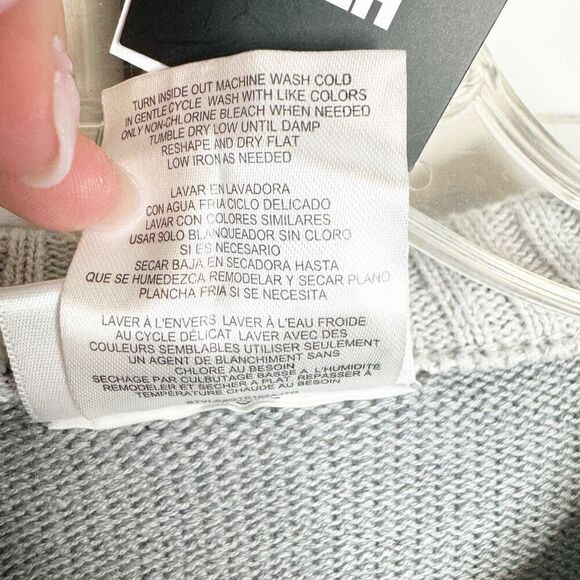 TURN INSIDE OUT MACHINE WASH COLD
IN GENTLE CYCLE WASH WITH LIKE COLORS
ONLY NON-CHLORINE BLEACH WHEN NEEDED
TUMBLE DRY LOW UNTIL DAMP
RESHAPE AND DRY FLAT
LOW IRON AS NEEDED
LAVAR EN LAVADORA
CON AGUA FRIA CICLO DELICADO
LAVAR CON COLORES SIMILARES
USAR SOLO BLANQUEADOR SIN CLORO
SI ES NECESARIO
SECAR BAJA EN SECADORA HASTA
QUE SE HUMEDEZCA REMODELAR Y SECAR PLANO
PLANCHA FRIA SI SE NECESITA
LAVER À L'ENVERS LAVER À L'EAU FROIDE
AU CYCLE DÉLICAT LAVER AVEC DES
COULEURS SEMBLABLES UTILISER SEULEMENT
UN AGENT DE BLANCHIMENT SANS
CHLORE AU BESOIN
SECHAGE PAR CULBUTAGE BASSE A L'HUMIDITÉ
REMODELER ET SÉCHER A PLAT REPASSER À
TEMPÉRATURE CHAUDE AU BESOIN